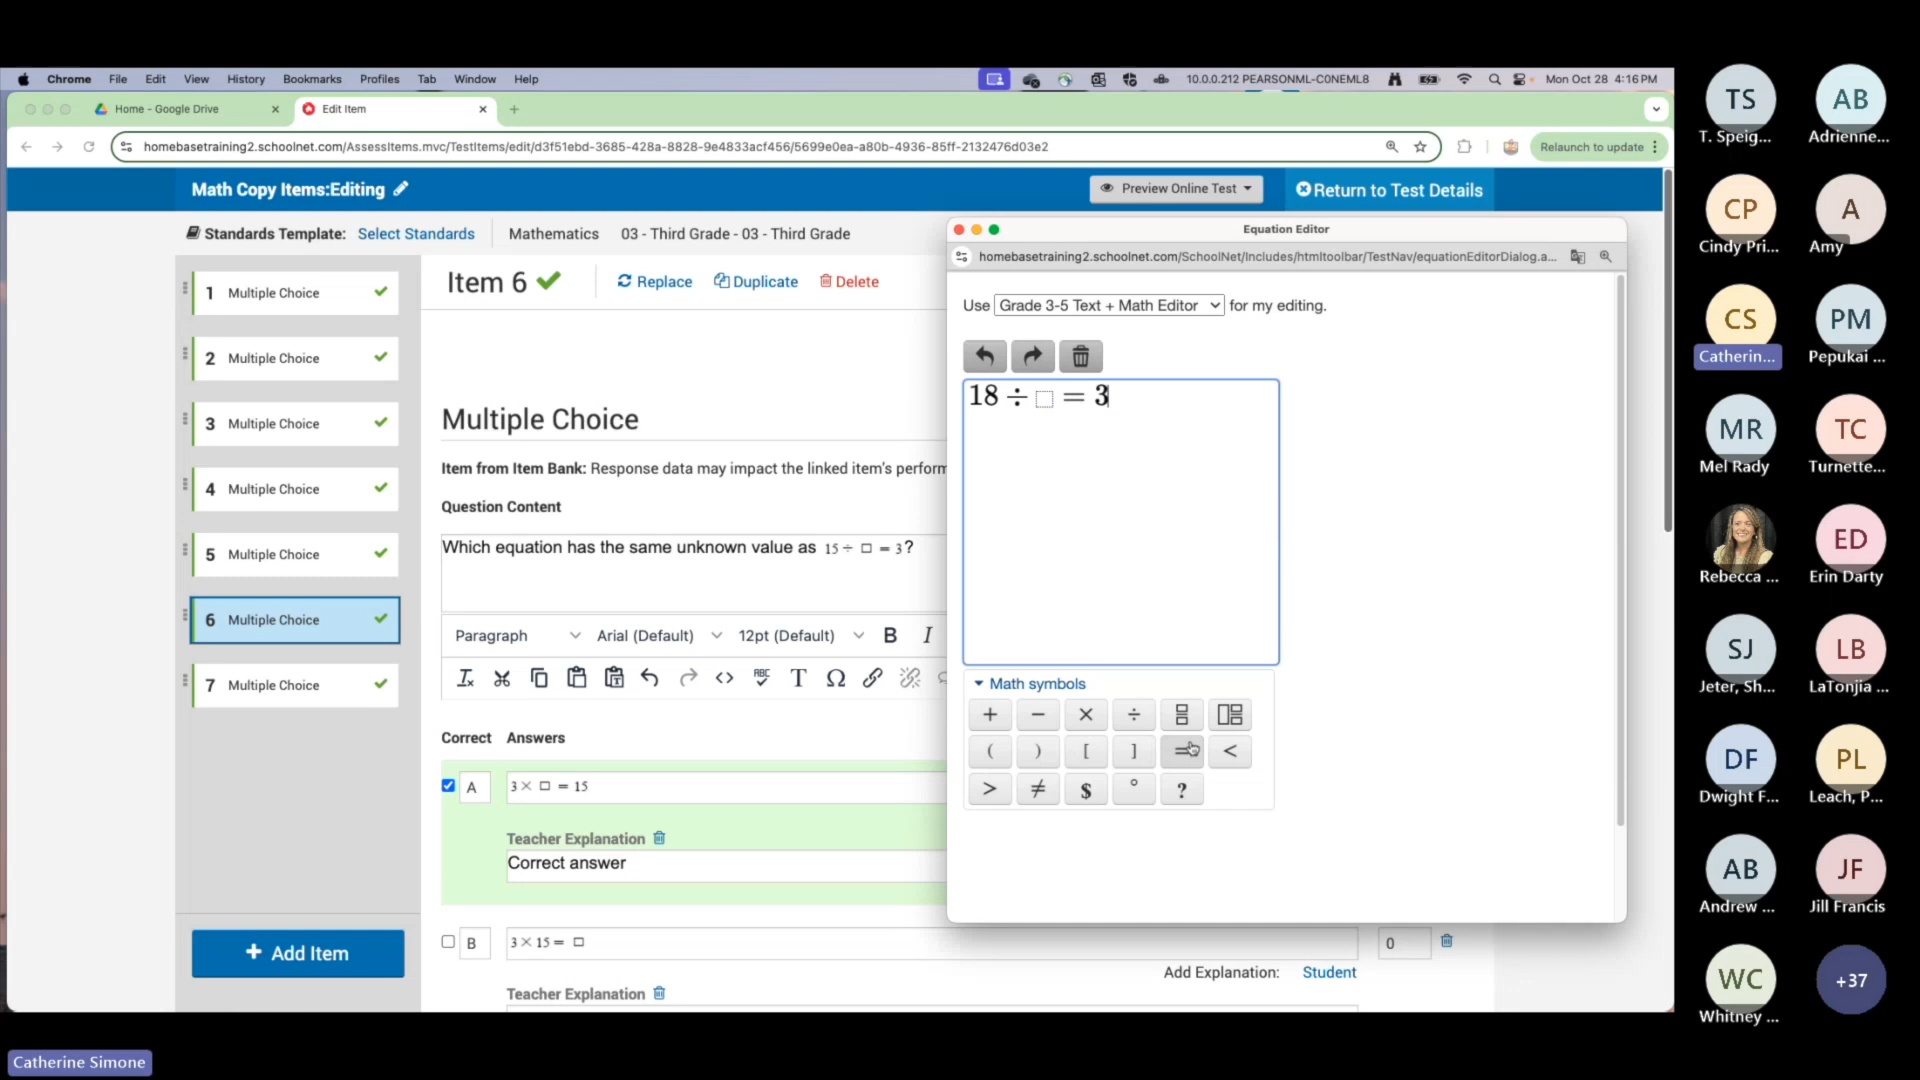 Chrome File Edit View History Bookmarks Profiles Tab Window Help 10.0.0.212 PEARSONML-C0NEML8 Mon Oct 28 4:16 PM
Home - Google Drive Edit Item
homebasetraining2.schoolnet.com/AssessItems.mvc/TestItems/edit/d3f51ebd-3685-428a-8828-9e4833acf456/5699e0ea-a80b-4936-85ff-2132476d03e2 Relaunch to update
Math Copy Items:Editing Preview Online Test Return to Test Details
Standards Template: Select Standards Mathematics 03 - Third Grade - 03 - Third Grade
1 Multiple Choice
2 Multiple Choice
3 Multiple Choice
4 Multiple Choice
5 Multiple Choice
6 Multiple Choice
7 Multiple Choice
+ Add Item
Item 6 Replace Duplicate Delete
Multiple Choice
Item from Item Bank: Response data may impact the linked item's perform
Question Content
Which equation has the same unknown value as 15 ÷ □ = 3?
Paragraph Arial (Default) 12pt (Default) B I
ABC T Ω
Correct Answers
A 3 × □ = 15
Teacher Explanation
Correct answer
B 3 × 15 = □ 0
Add Explanation: Student
Teacher Explanation
Equation Editor
homebasetraining2.schoolnet.com/SchoolNet/Includes/htmltoolbar/TestNav/equationEditorDialog.a...
Use Grade 3-5 Text + Math Editor for my editing.
18 ÷ □ = 3
Math symbols
+ − × ÷
( ) [ ] = <
> ≠ $ ° ?
TS AB
T. Speig... Adrienne...
CP A
Cindy Pri... Amy
CS PM
Catherin... Pepukai ...
MR TC
Mel Rady Turnette...
ED
Rebecca ... Erin Darty
SJ LB
Jeter, Sh... LaTonjia ...
DF PL
Dwight F... Leach, P...
AB JF
Andrew ... Jill Francis
WC +37
Whitney ...
Catherine Simone